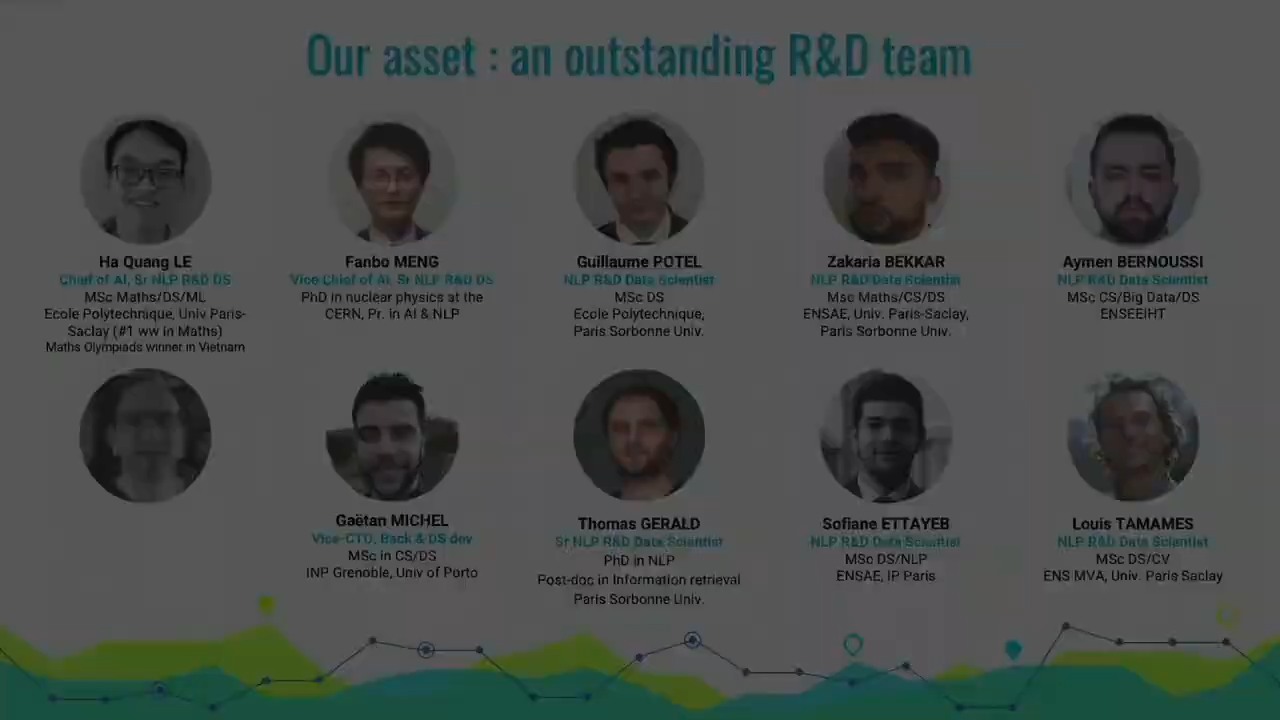 Our asset : an outstanding R&D team
Ha Quang LE
Chief of AI, Sr NLP R&D DS
MSc Maths/DS/ML
Ecole Polytechnique, Univ Paris-
Saclay (#1 ww in Maths)
Maths Olympiads winner in Vietnam
Fanbo MENG
Vice Chief of AI, Sr NLP R&D DS
PhD in nuclear physics at the
CERN, Pr. in AI & NLP
Guillaume POTEL
NLP R&D Data Scientist
MSc DS
Ecole Polytechnique,
Paris Sorbonne Univ.
Zakaria BEKKAR
NLP R&D Data Scientist
Msc Maths/CS/DS
ENSAE, Univ. Paris-Saclay,
Paris Sorbonne Univ.
Aymen BERNOUSSI
NLP R&D Data Scientist
MSc CS/Big Data/DS
ENSEEIHT
Gaëtan MICHEL
Vice-CTO, Back & DS dev
MSc in CS/DS
INP Grenoble, Univ of Porto
Thomas GERALD
Sr NLP R&D Data Scientist
PhD in NLP
Post-doc in Information retrieval
Paris Sorbonne Univ.
Sofiane ETTAYEB
NLP R&D Data Scientist
MSc DS/NLP
ENSAE, IP Paris
Louis TAMAMES
NLP R&D Data Scientist
MSc DS/CV
ENS MVA, Univ. Paris Saclay